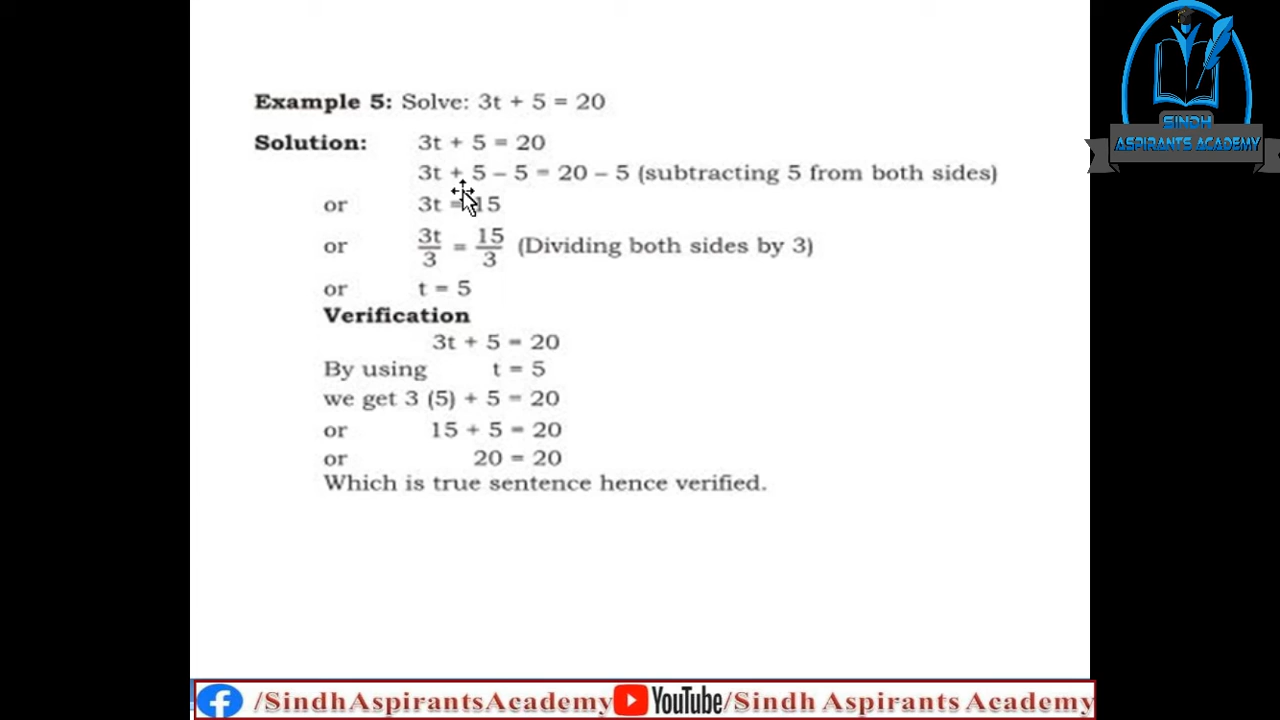 Example 5: Solve: 3t + 5 = 20
Solution: 3t + 5 = 20
3t + 5 – 5 = 20 – 5 (subtracting 5 from both sides)
or 3t = 15
or 3t/3 = 15/3 (Dividing both sides by 3)
or t = 5
Verification
3t + 5 = 20
By using t = 5
we get 3 (5) + 5 = 20
or 15 + 5 = 20
or 20 = 20
Which is true sentence hence verified.
SINDH
ASPIRANTS ACADEMY
/SindhAspirantsAcademy YouTube/Sindh Aspirants Academy